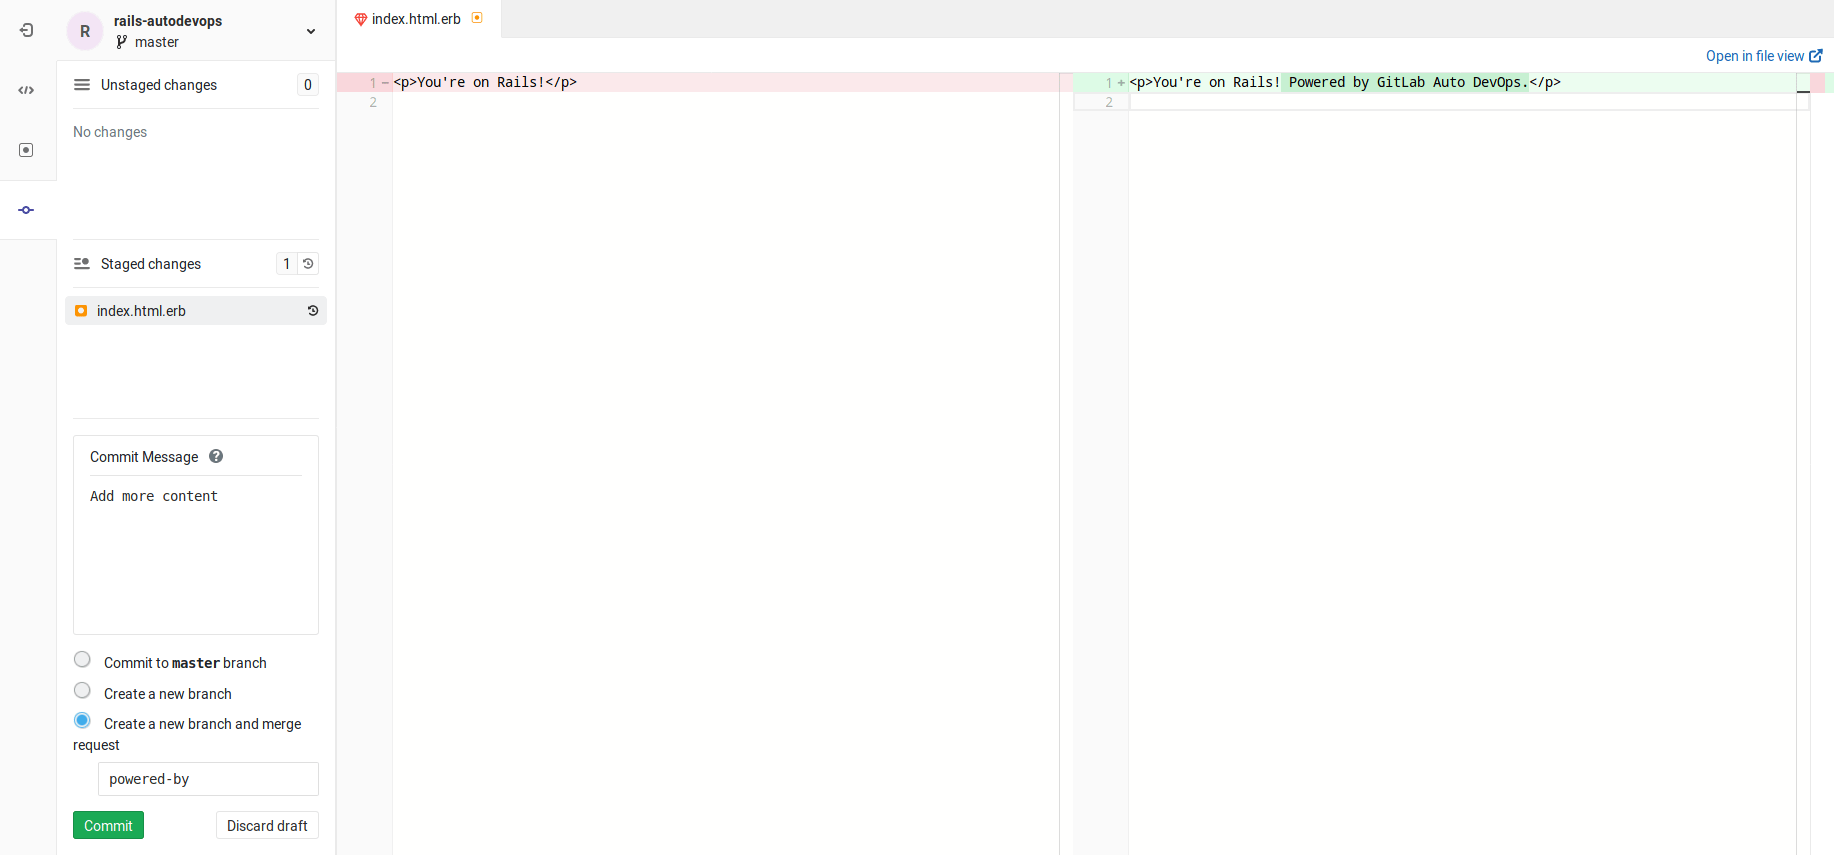 R
rails-autodevops
master
Unstaged changes 0
No changes
Staged changes 1
index.html.erb
Commit Message ?
Add more content
Commit to master branch
Create a new branch
Create a new branch and merge
request
powered-by
Commit Discard draft
index.html.erb
Open in file view
1 - <p>You're on Rails!</p>
2
1 + <p>You're on Rails! Powered by GitLab Auto DevOps.</p>
2